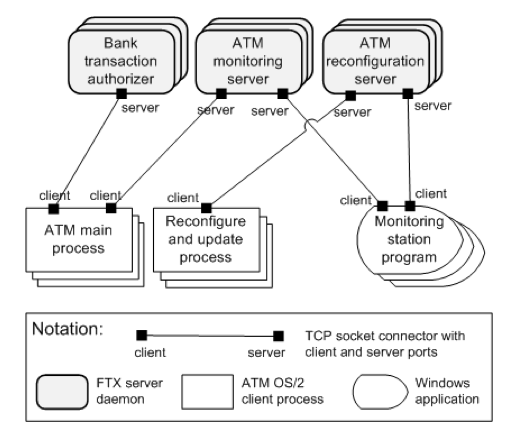 Bank
transaction
authorizer
ATM
monitoring
server
ATM
reconfiguration
server
server
server
server
server
server
client
client
client
client
client
ATM main
process
Reconfigure
and update
process
Monitoring
station
program
Notation:
client
server
TCP socket connector with
client and server ports
FTX server
daemon
ATM OS/2
client process
Windows
application